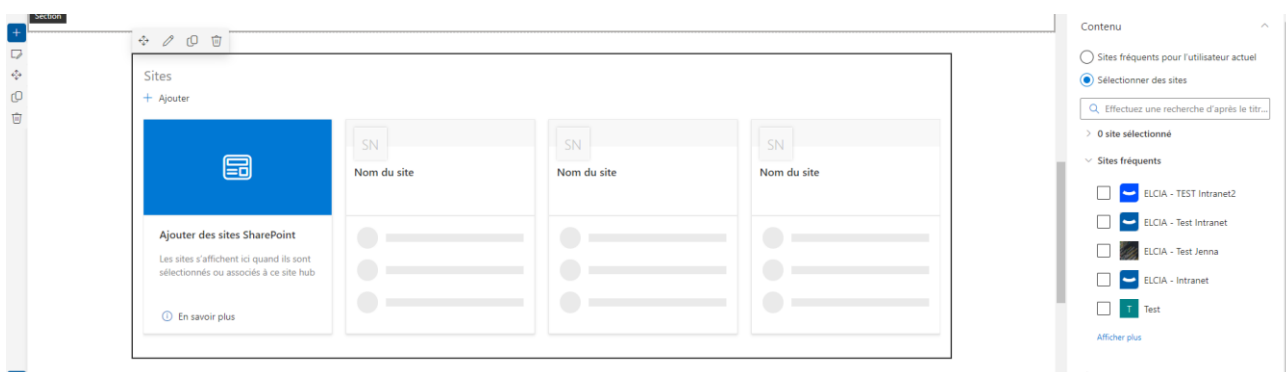 Section
Sites
+ Ajouter
SN
Nom du site
SN
Nom du site
SN
Nom du site
Ajouter des sites SharePoint
Les sites s'affichent ici quand ils sont
sélectionnés ou associés à ce site hub
En savoir plus
Contenu
Sites fréquents pour l'utilisateur actuel
Sélectionner des sites
Effectuez une recherche d'après le titr...
0 site sélectionné
Sites fréquents
ELCIA - TEST Intranet2
ELCIA - Test Intranet
ELCIA - Test Jenna
ELCIA - Intranet
T Test
Afficher plus